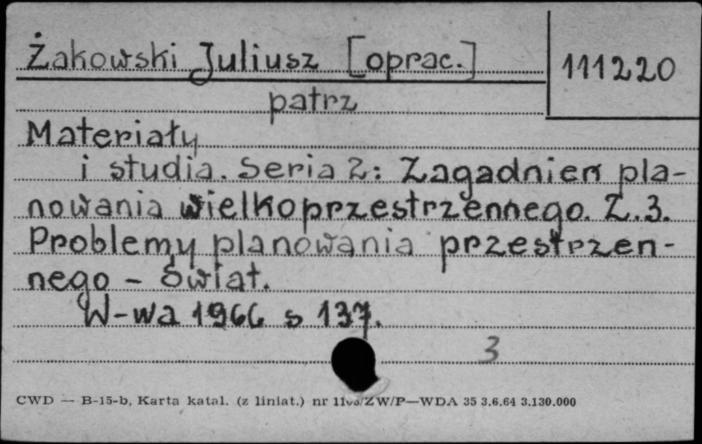 Żakowski Juliusz [oprac.] 111220
patrz
Materiały
i studia. Seria 2: Zagadnień pla-
nowania wielkoprzestrzennego. Z.3.
Problemy planowania przestrzen-
nego - Świat.
W-wa 1966 s 137.
3
CWD — B-15-b, Karta katal. (z liniat.) nr W/P—WDA 35 3.6.64 3.130.000